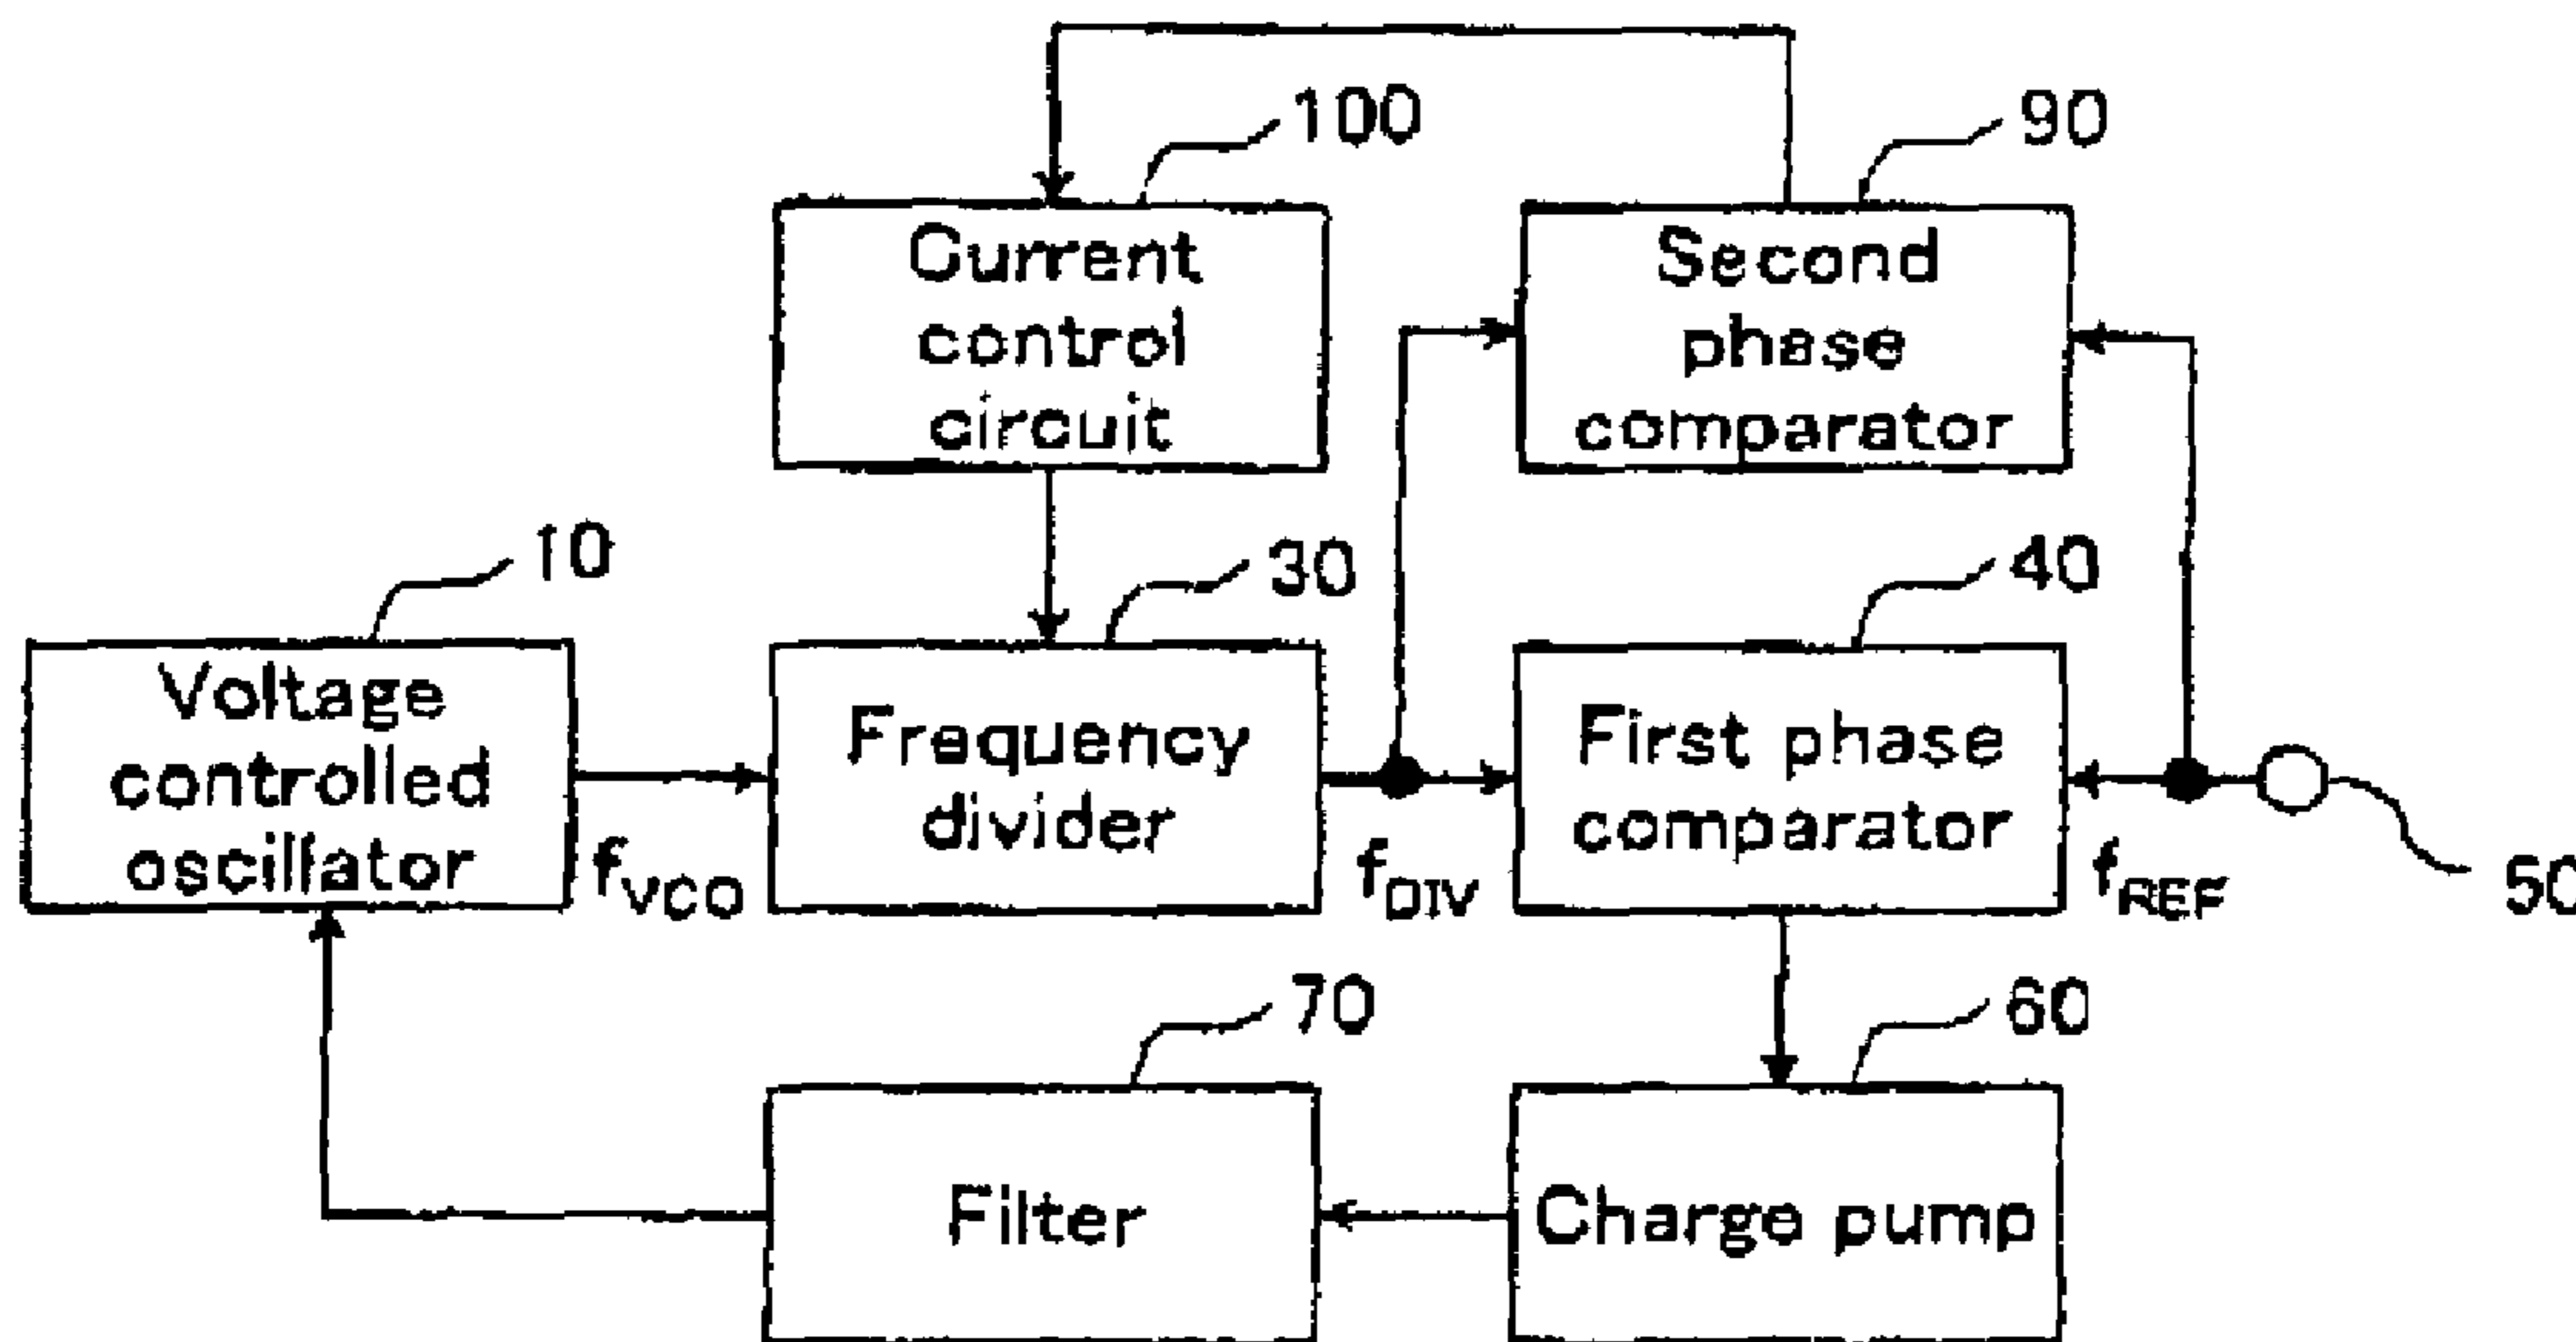 100
90
Current
control
circuit
Second
phase
comparator
10
30
40
Voltage
controlled
oscillator
Frequency
divider
First phase
comparator
fVCO
fDIV
fREF
50
70
60
Filter
Charge pump